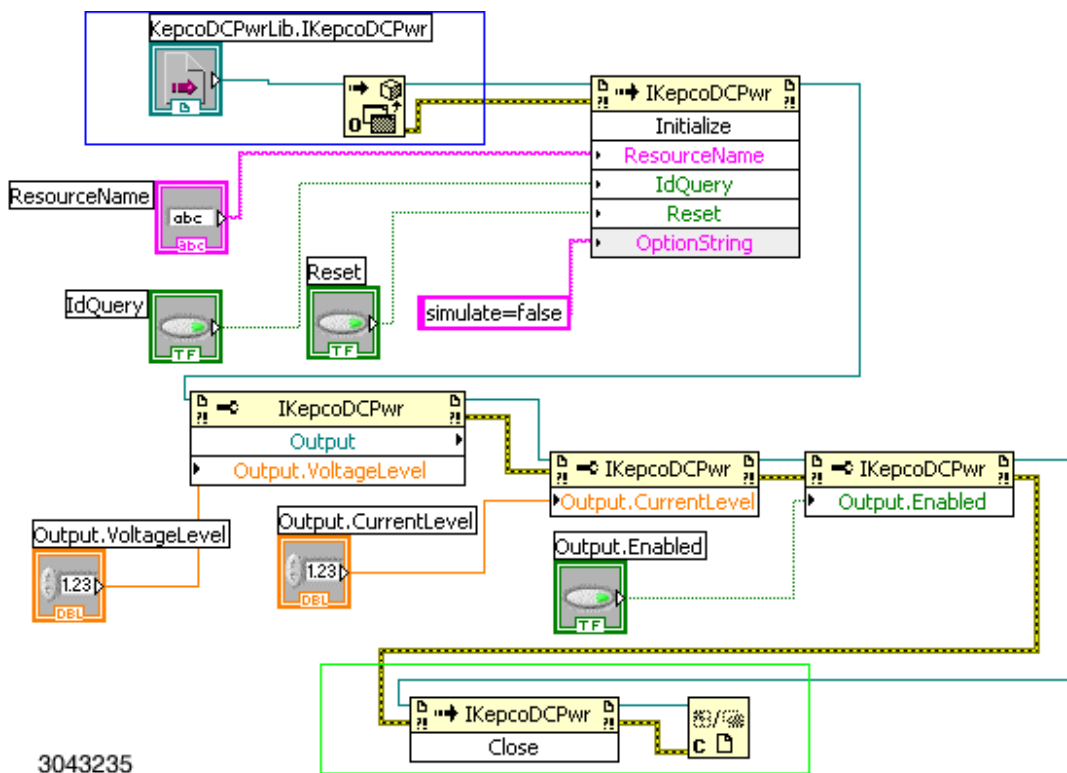 KepcoDCPwrLib.IKepcoDCPwr
IKepcoDCPwr
Initialize
ResourceName
IdQuery
Reset
OptionString
ResourceName
abc
abc
IdQuery
TF
Reset
TF
simulate=false
IKepcoDCPwr
Output
Output.VoltageLevel
IKepcoDCPwr
Output.CurrentLevel
IKepcoDCPwr
Output.Enabled
Output.VoltageLevel
1.23
DBL
Output.CurrentLevel
1.23
DBL
Output.Enabled
TF
IKepcoDCPwr
Close
C
3043235